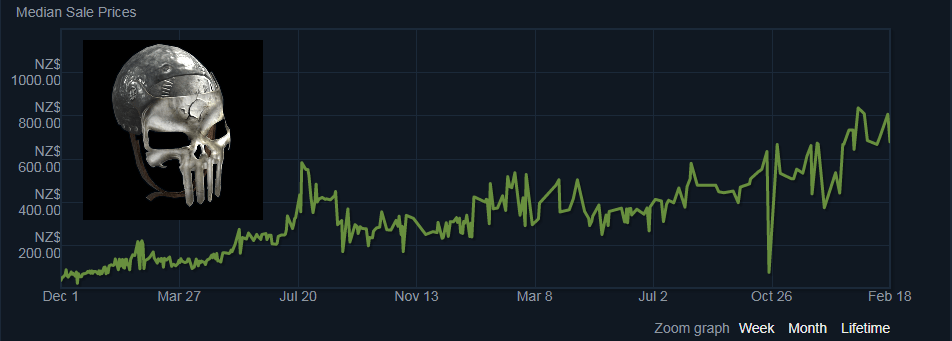 Median Sale Prices
NZ$
1000.00
NZ$
800.00
NZ$
600.00
NZ$
400.00
NZ$
200.00
Dec 1 Mar 27 Jul 20 Nov 13 Mar 8 Jul 2 Oct 26 Feb 18
Zoom graph Week Month Lifetime